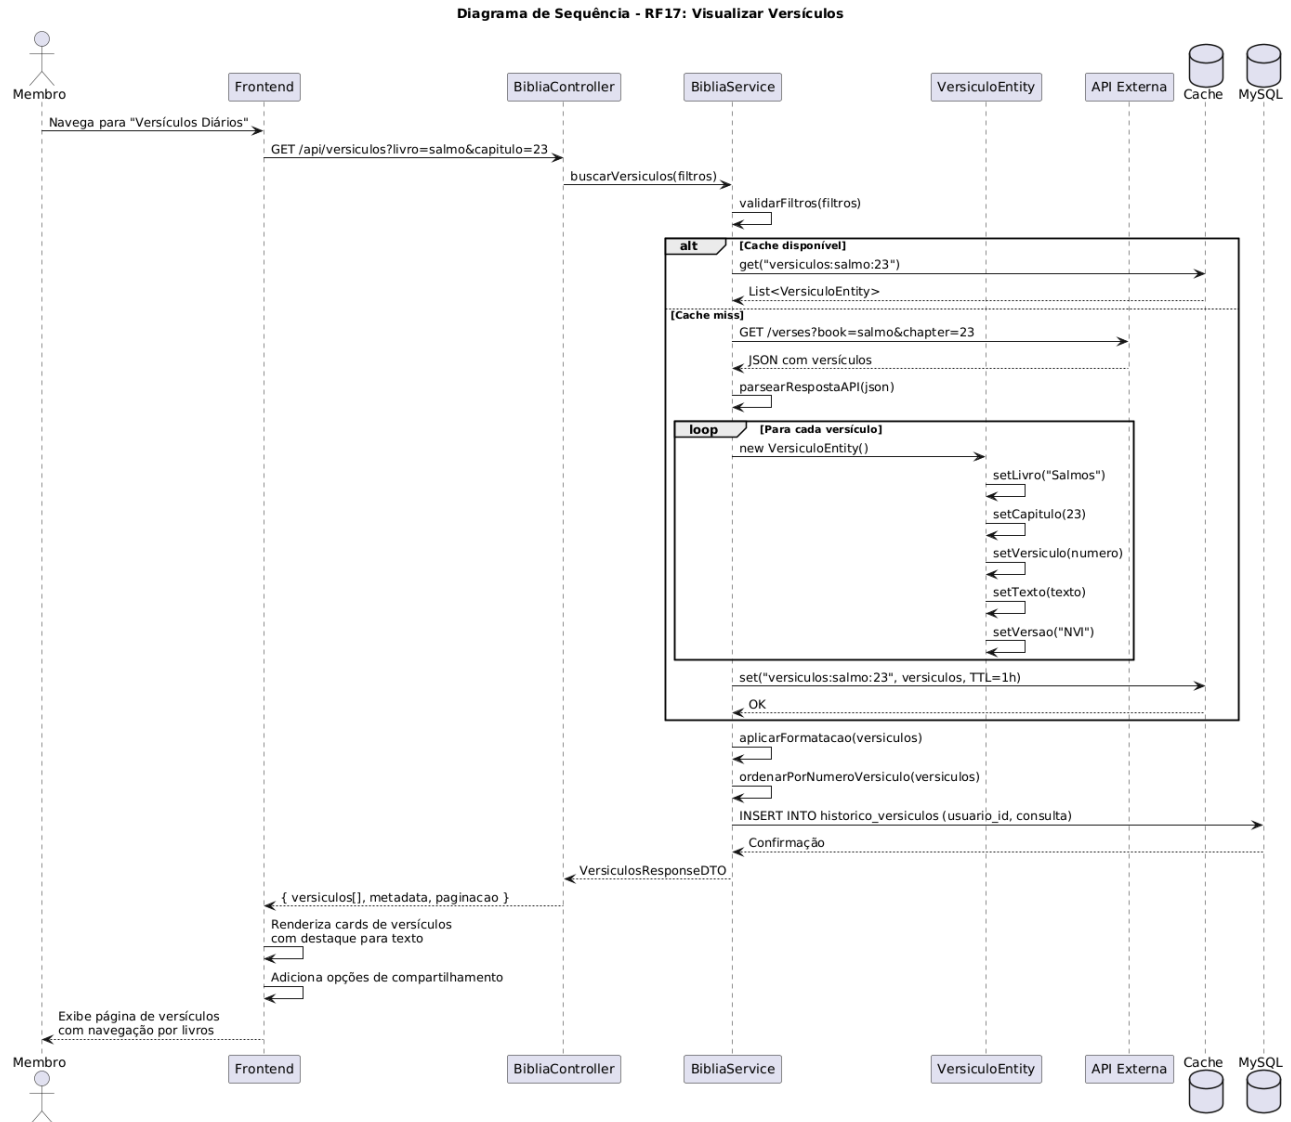 Diagrama de Sequência - RF17: Visualizar Versículos
Membro
Frontend
BibliaController
BibliaService
VersiculoEntity
API Externa
Cache
MySQL
Navega para "Versículos Diários"
GET /api/versiculos?livro=salmo&capitulo=23
buscarVersiculos(filtros)
validarFiltros(filtros)
alt
[Cache disponível]
get("versiculos:salmo:23")
List<VersiculoEntity>
[Cache miss]
GET /verses?book=salmo&chapter=23
JSON com versículos
parsearRespostaAPI(json)
loop
[Para cada versículo]
new VersiculoEntity()
setLivro("Salmos")
setCapitulo(23)
setVersiculo(numero)
setTexto(texto)
setVersao("NVI")
set("versiculos:salmo:23", versiculos, TTL=1h)
OK
aplicarFormatacao(versiculos)
ordenarPorNumeroVersiculo(versiculos)
INSERT INTO historico_versiculos (usuario_id, consulta)
Confirmação
VersiculosResponseDTO
{ versiculos[], metadata, paginacao }
Renderiza cards de versículos
com destaque para texto
Adiciona opções de compartilhamento
Exibe página de versículos
com navegação por livros
Membro
Frontend
BibliaController
BibliaService
VersiculoEntity
API Externa
Cache
MySQL